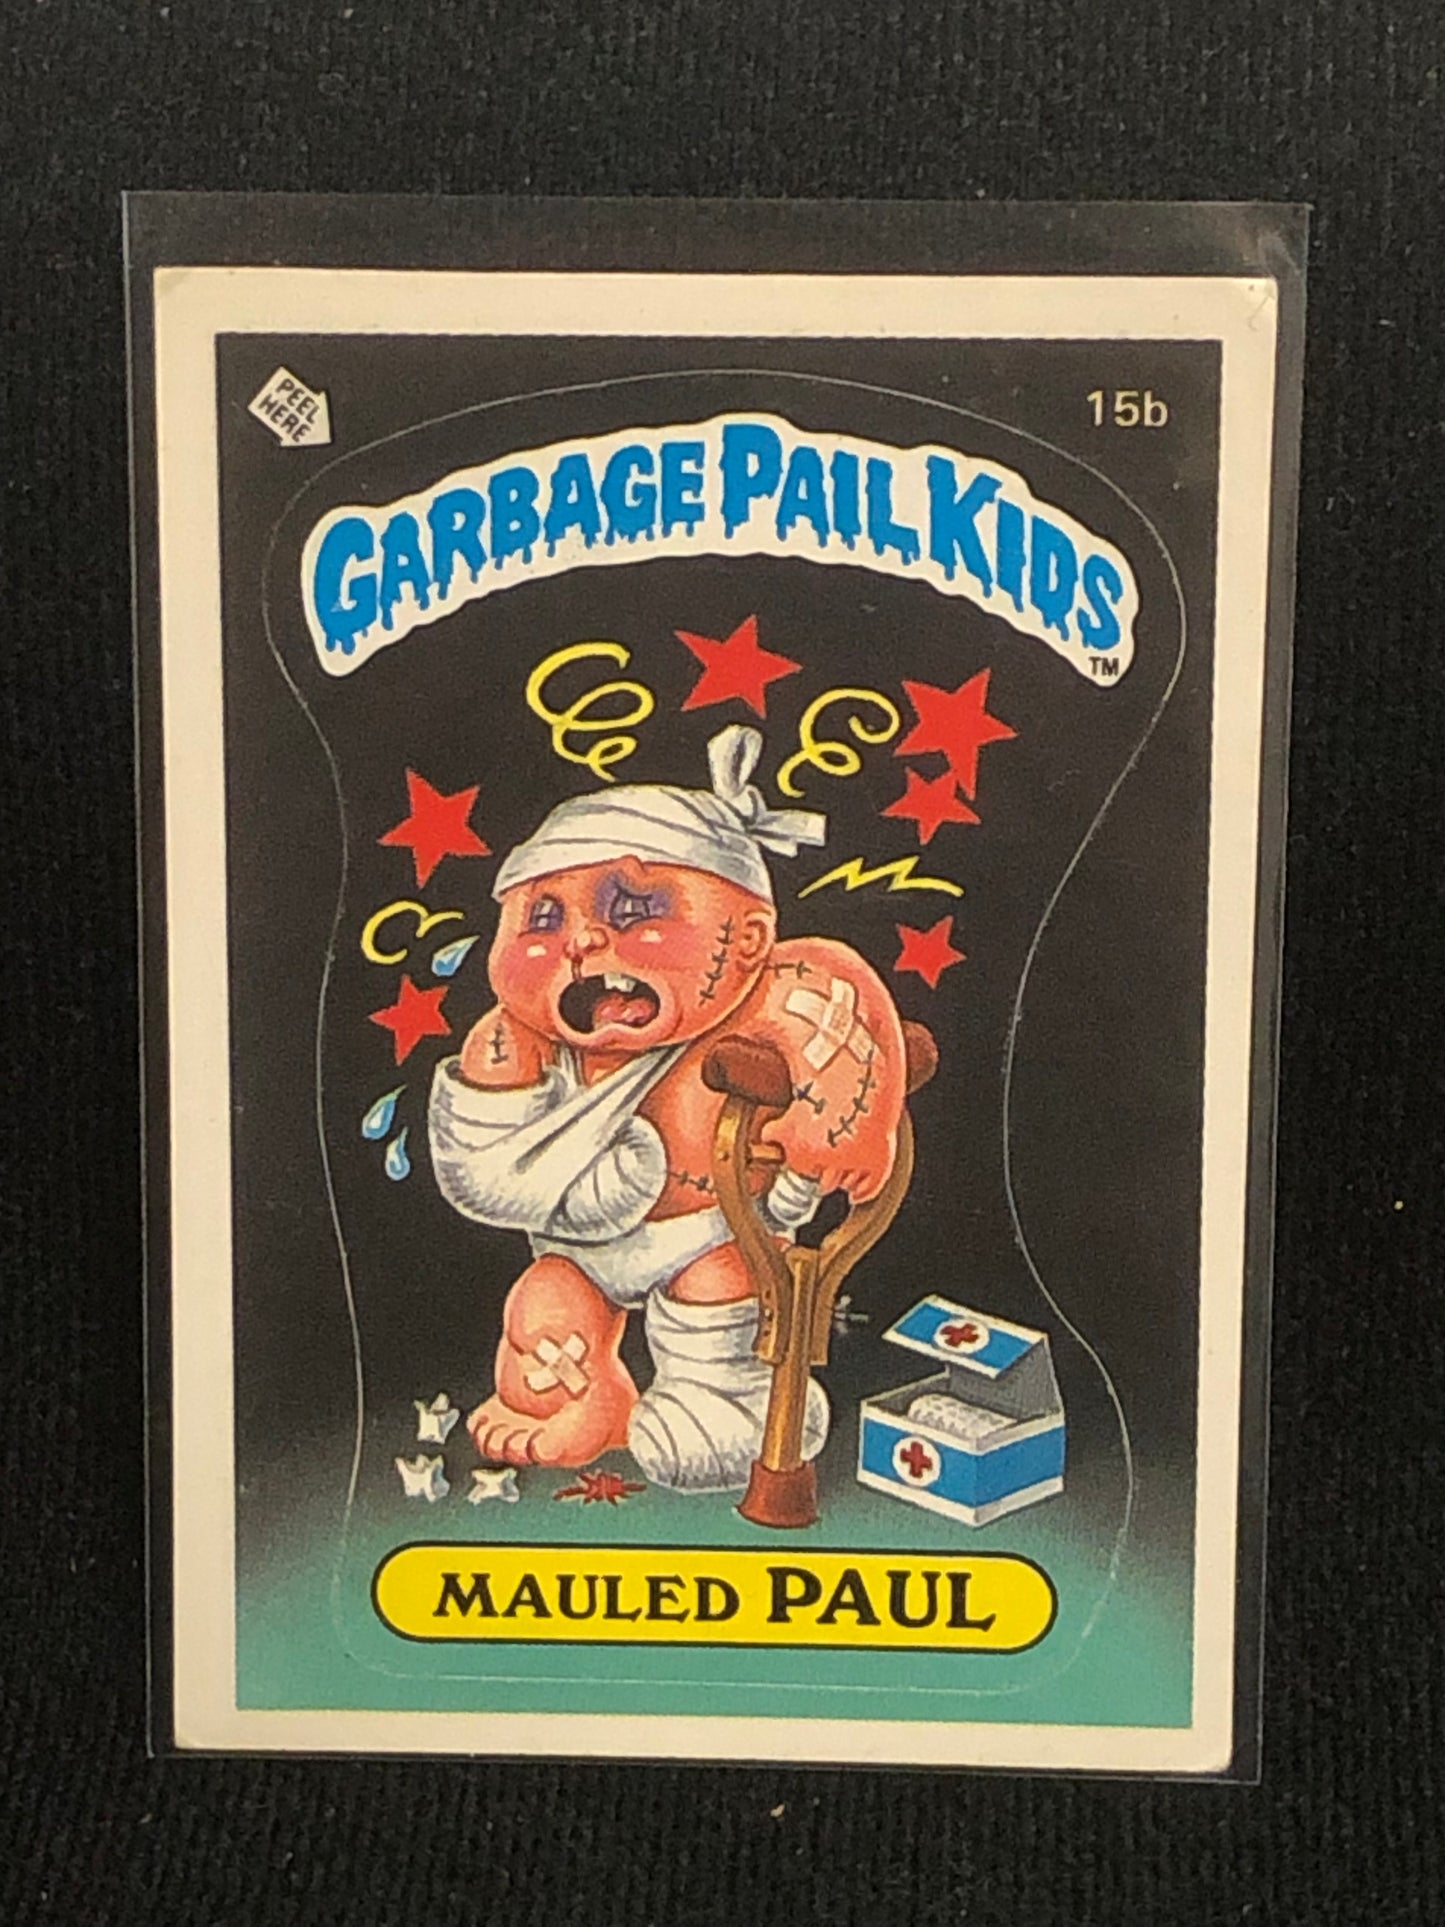 PEEL
HERE
15b
GARBAGE PAIL KIDS
TM
MAULED PAUL